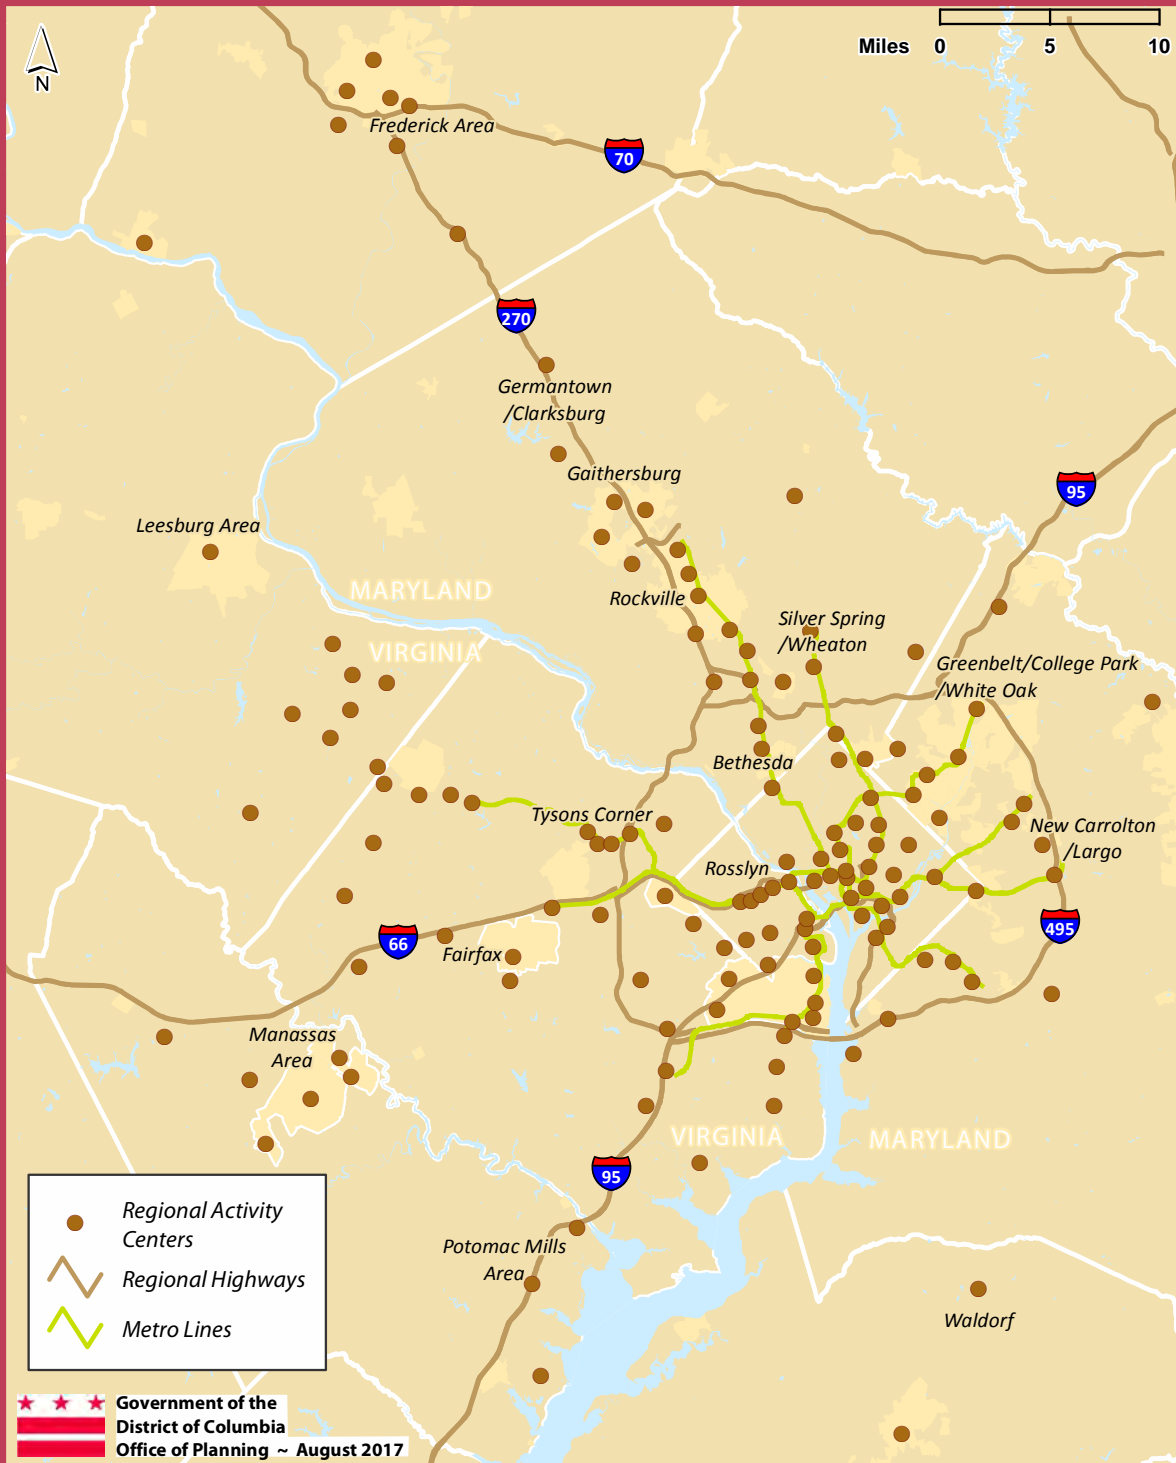 N
Miles 0 5 10
Frederick Area
70
270
Germantown
/Clarksburg
Gaithersburg
95
Leesburg Area
MARYLAND
Rockville
Silver Spring
/Wheaton
VIRGINIA
Greenbelt/College Park
/White Oak
Bethesda
Tysons Corner
New Carrolton
/Largo
Rosslyn
495
66
Fairfax
Manassas
Area
VIRGINIA
MARYLAND
95
Potomac Mills
Area
Waldorf
Regional Activity
Centers
Regional Highways
Metro Lines
Government of the
District of Columbia
Office of Planning ~ August 2017